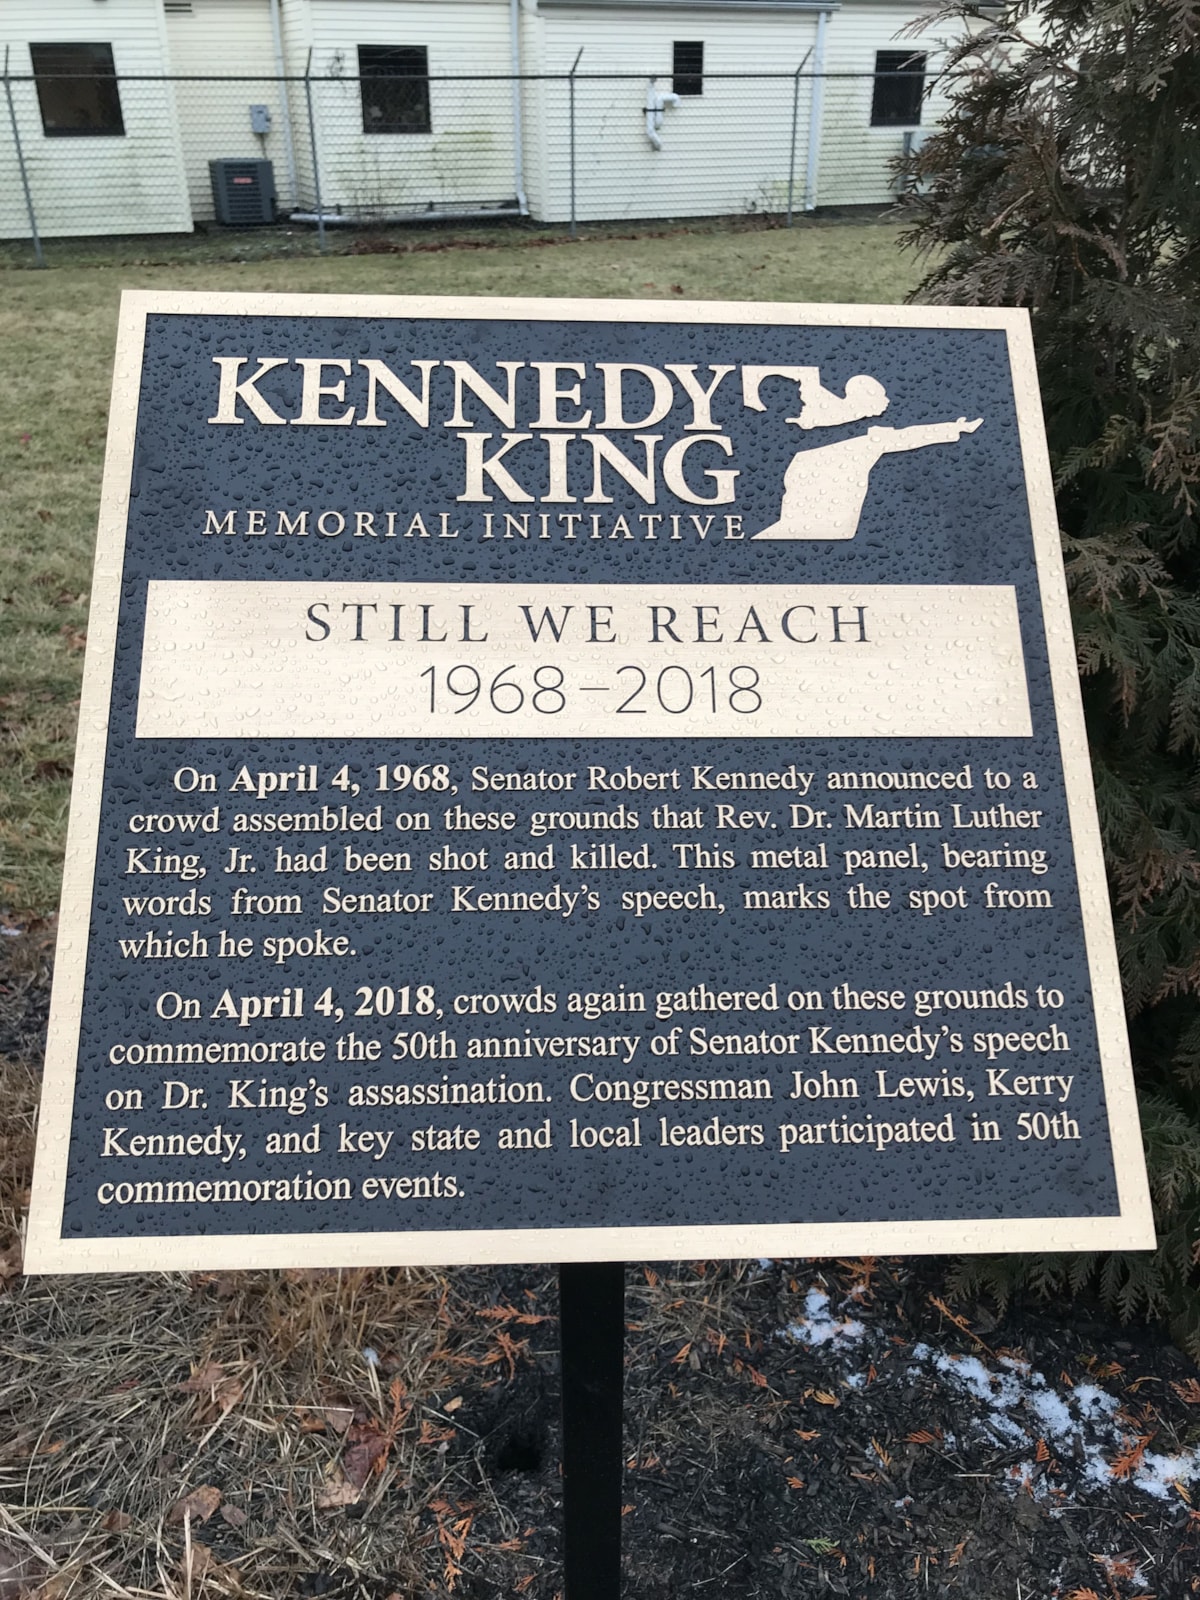 KENNEDY
KING
MEMORIAL INITIATIVE
STILL WE REACH
1968–2018
On April 4, 1968, Senator Robert Kennedy announced to a
crowd assembled on these grounds that Rev. Dr. Martin Luther
King, Jr. had been shot and killed. This metal panel, bearing
words from Senator Kennedy's speech, marks the spot from
which he spoke.
On April 4, 2018, crowds again gathered on these grounds to
commemorate the 50th anniversary of Senator Kennedy's speech
on Dr. King's assassination. Congressman John Lewis, Kerry
Kennedy, and key state and local leaders participated in 50th
commemoration events.